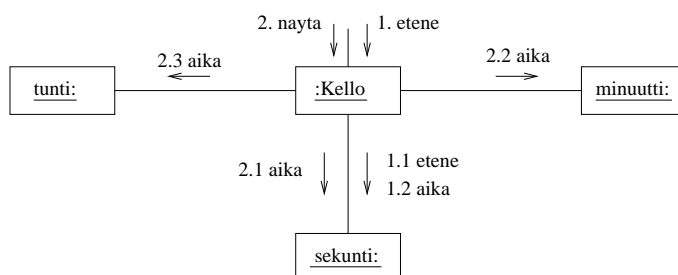 2. nayta
1. etene
2.3 aika
2.2 aika
tunti:
:Kello
minuutti:
2.1 aika
1.1 etene
1.2 aika
sekunti: